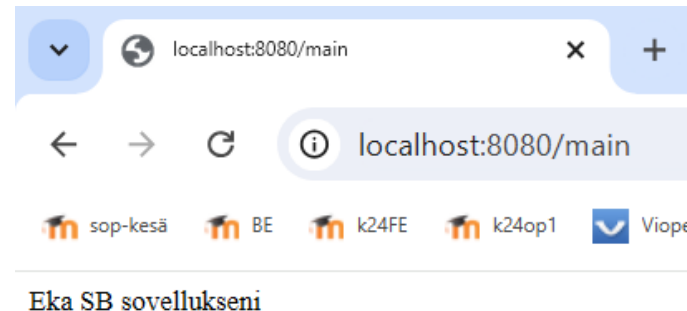 localhost:8080/main
localhost:8080/main
sop-kesä BE k24FE k24op1 Viope
Eka SB sovellukseni